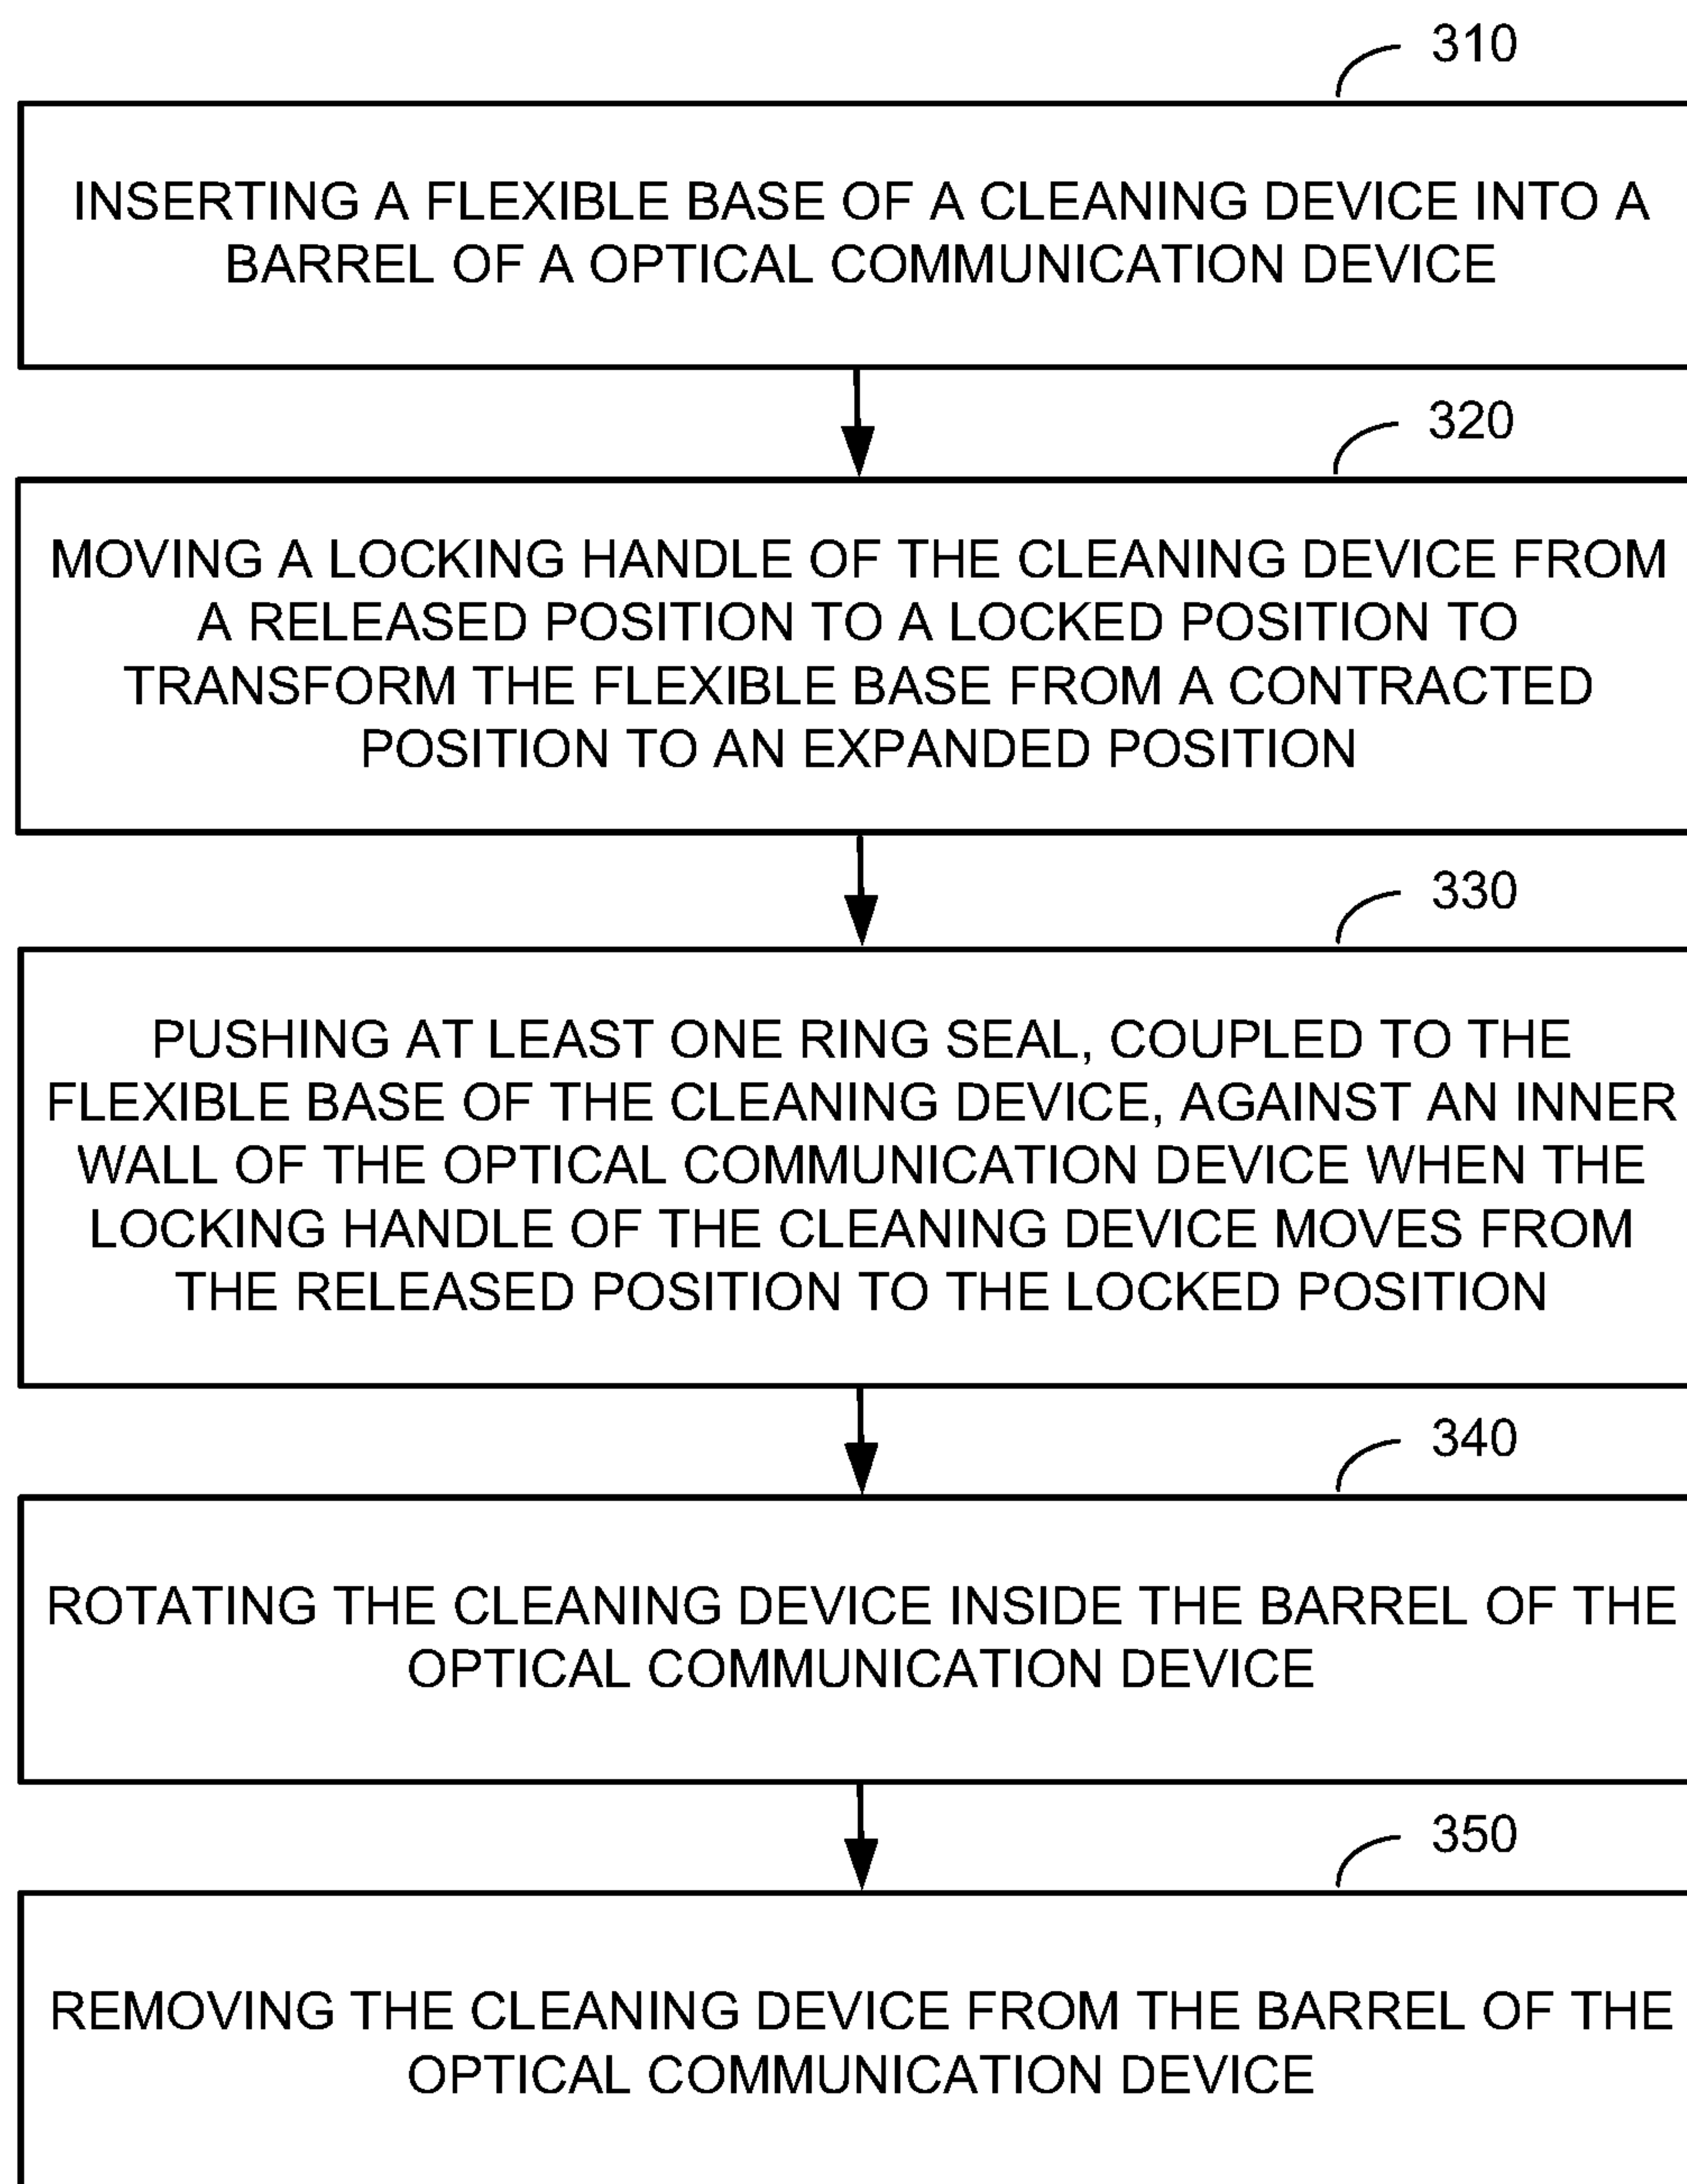 310
INSERTING A FLEXIBLE BASE OF A CLEANING DEVICE INTO A
BARREL OF A OPTICAL COMMUNICATION DEVICE
320
MOVING A LOCKING HANDLE OF THE CLEANING DEVICE FROM
A RELEASED POSITION TO A LOCKED POSITION TO
TRANSFORM THE FLEXIBLE BASE FROM A CONTRACTED
POSITION TO AN EXPANDED POSITION
330
PUSHING AT LEAST ONE RING SEAL, COUPLED TO THE
FLEXIBLE BASE OF THE CLEANING DEVICE, AGAINST AN INNER
WALL OF THE OPTICAL COMMUNICATION DEVICE WHEN THE
LOCKING HANDLE OF THE CLEANING DEVICE MOVES FROM
THE RELEASED POSITION TO THE LOCKED POSITION
340
ROTATING THE CLEANING DEVICE INSIDE THE BARREL OF THE
OPTICAL COMMUNICATION DEVICE
350
REMOVING THE CLEANING DEVICE FROM THE BARREL OF THE
OPTICAL COMMUNICATION DEVICE